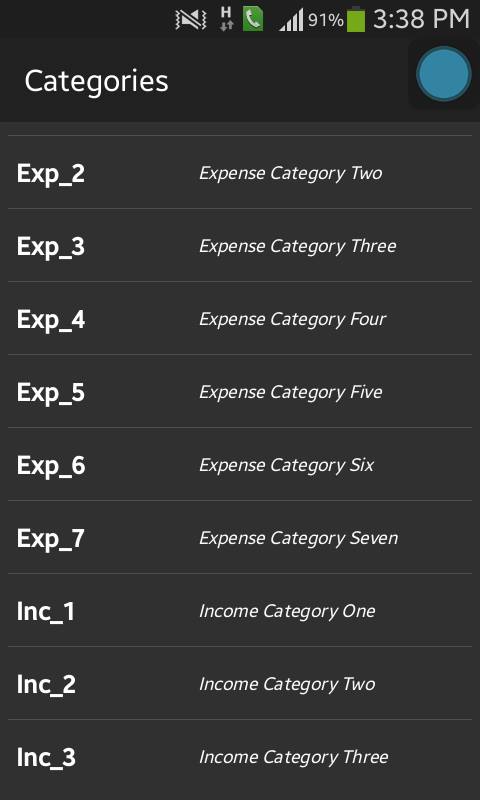 H 91% 3:38 PM
Categories
Exp_2 Expense Category Two
Exp_3 Expense Category Three
Exp_4 Expense Category Four
Exp_5 Expense Category Five
Exp_6 Expense Category Six
Exp_7 Expense Category Seven
Inc_1 Income Category One
Inc_2 Income Category Two
Inc_3 Income Category Three